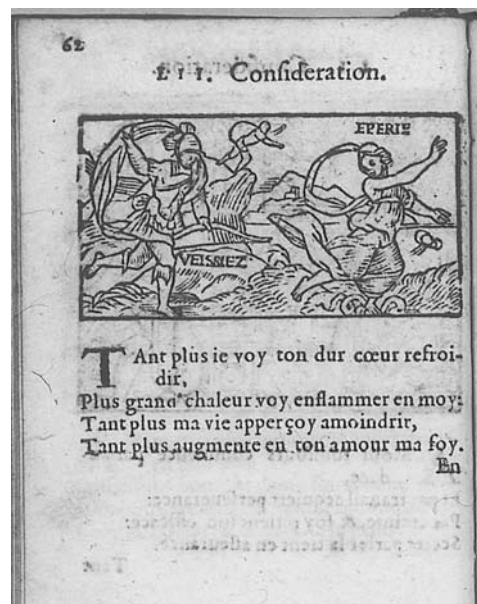 62
LII. Conſideration.
EPERIE
VEISRIEZ
TAnt plus ie voy ton dur cœur refroi-
dir,
Plus grand' chaleur voy enflammer en moy:
Tant plus ma vie apperçoy amoindrir,
Tant plus augmente en ton amour ma foy.
En